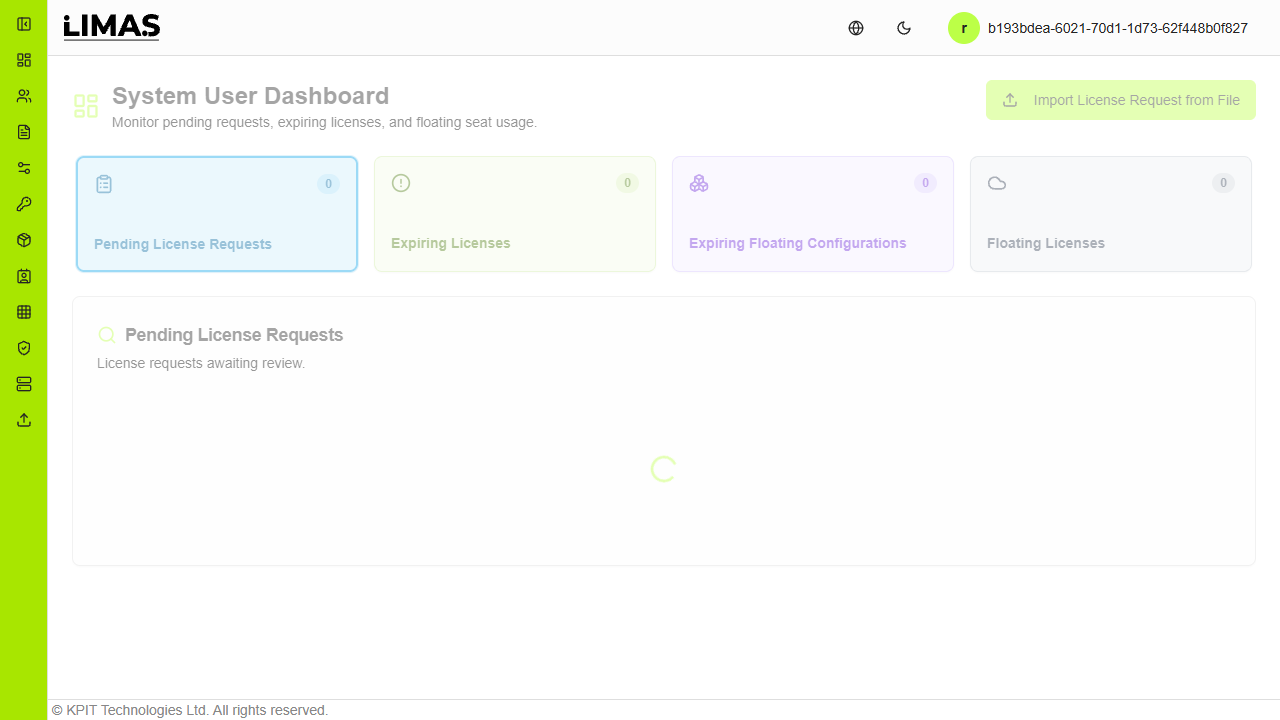 LIMAS
r
b193bdea-6021-70d1-1d73-62f448b0f827
System User Dashboard
Monitor pending requests, expiring licenses, and floating seat usage.
Import License Request from File
0
Pending License Requests
0
Expiring Licenses
0
Expiring Floating Configurations
0
Floating Licenses
Pending License Requests
License requests awaiting review.
© KPIT Technologies Ltd. All rights reserved.